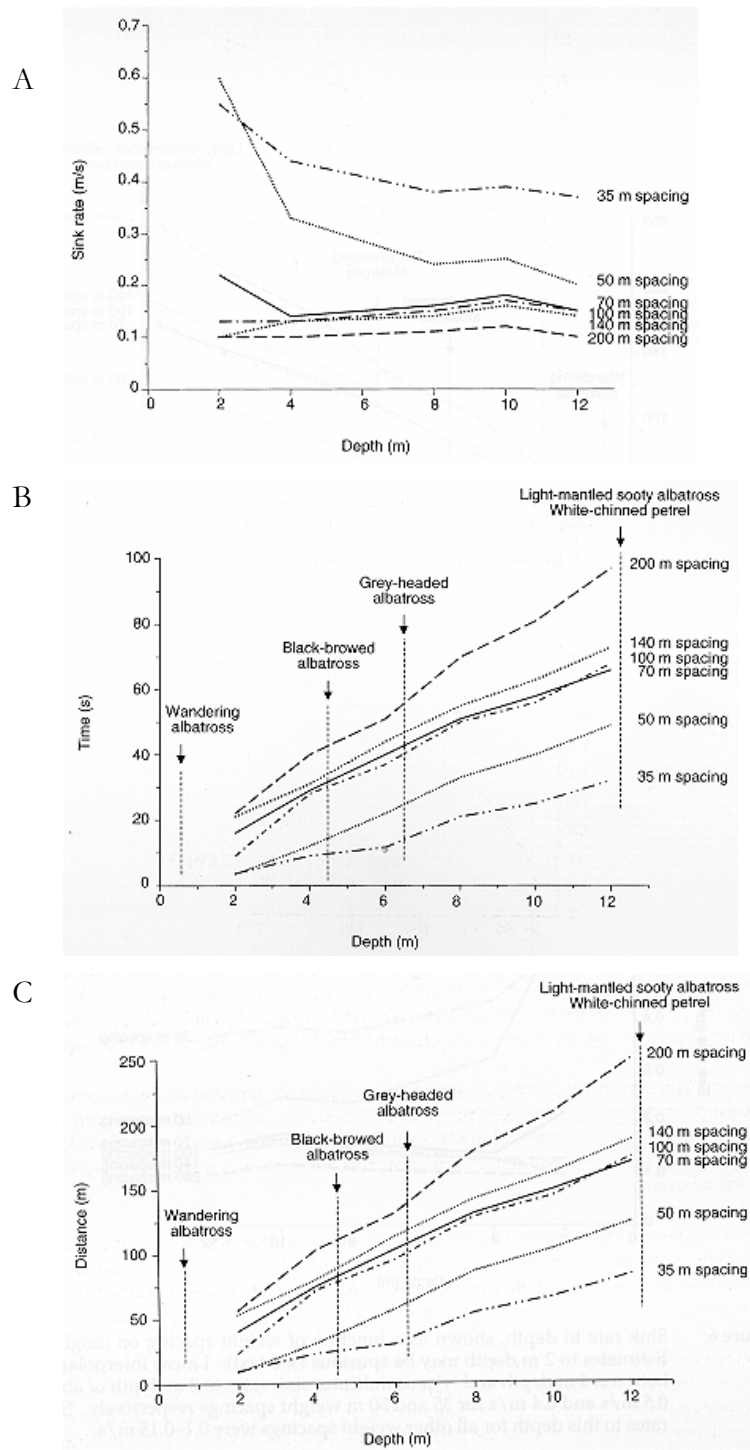 A
0.7
0.6
0.5
0.4
0.3
0.2
0.1
0
Sink rate (m/s)
35 m spacing
50 m spacing
70 m spacing
100 m spacing
140 m spacing
200 m spacing
0
2
4
6
8
10
12
Depth (m)
B
Light-mantled sooty albatross
White-chinned petrel
100
80
60
40
20
0
Time (s)
Wandering
albatross
Black-browed
albatross
Grey-headed
albatross
200 m spacing
140 m spacing
100 m spacing
70 m spacing
50 m spacing
35 m spacing
0
2
4
6
8
10
12
Depth (m)
C
Light-mantled sooty albatross
White-chinned petrel
250
200
150
100
50
0
Distance (m)
Wandering
albatross
Black-browed
albatross
Grey-headed
albatross
200 m spacing
140 m spacing
100 m spacing
70 m spacing
50 m spacing
35 m spacing
0
2
4
6
8
10
12
Depth (m)